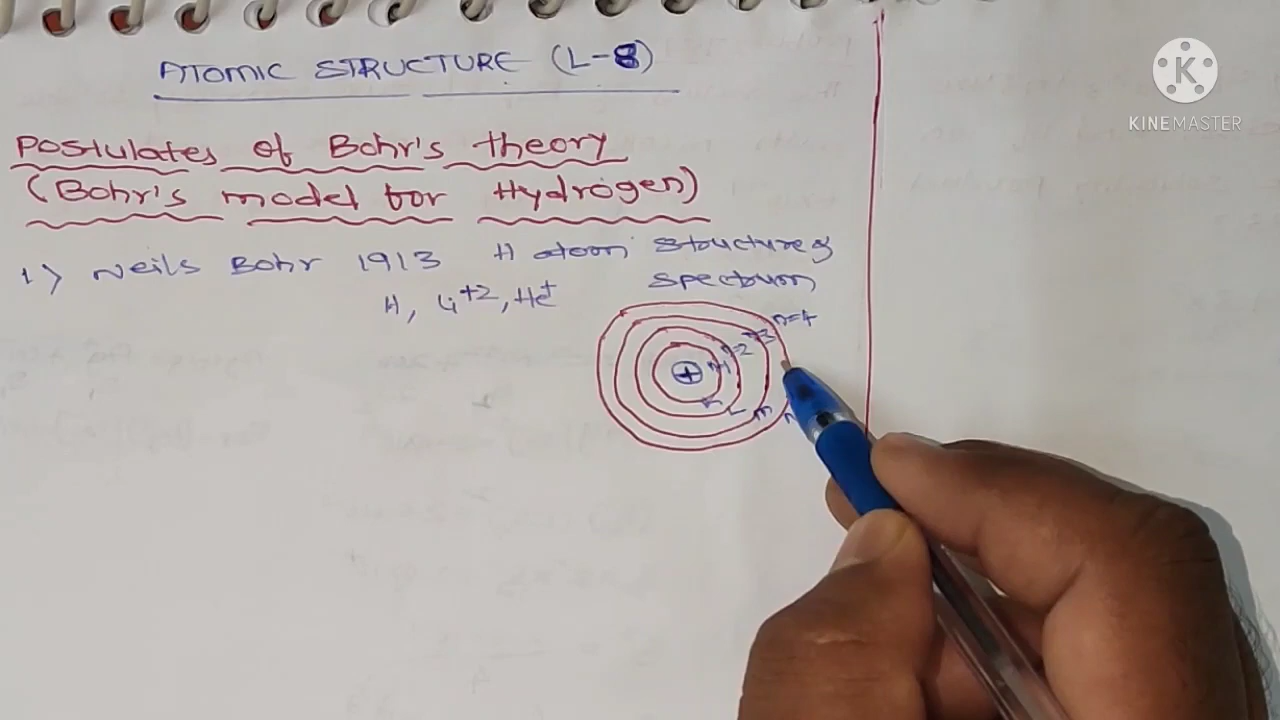 ATOMIC STRUCTURE (L-8)
KINEMASTER
Postulates of Bohr's theory
(Bohr's model for Hydrogen)
1) Neils Bohr 1913 H atom structure &
spectrum
H, Li+2, He+
n=4
n=3
n=2
n=1
+
K L M N